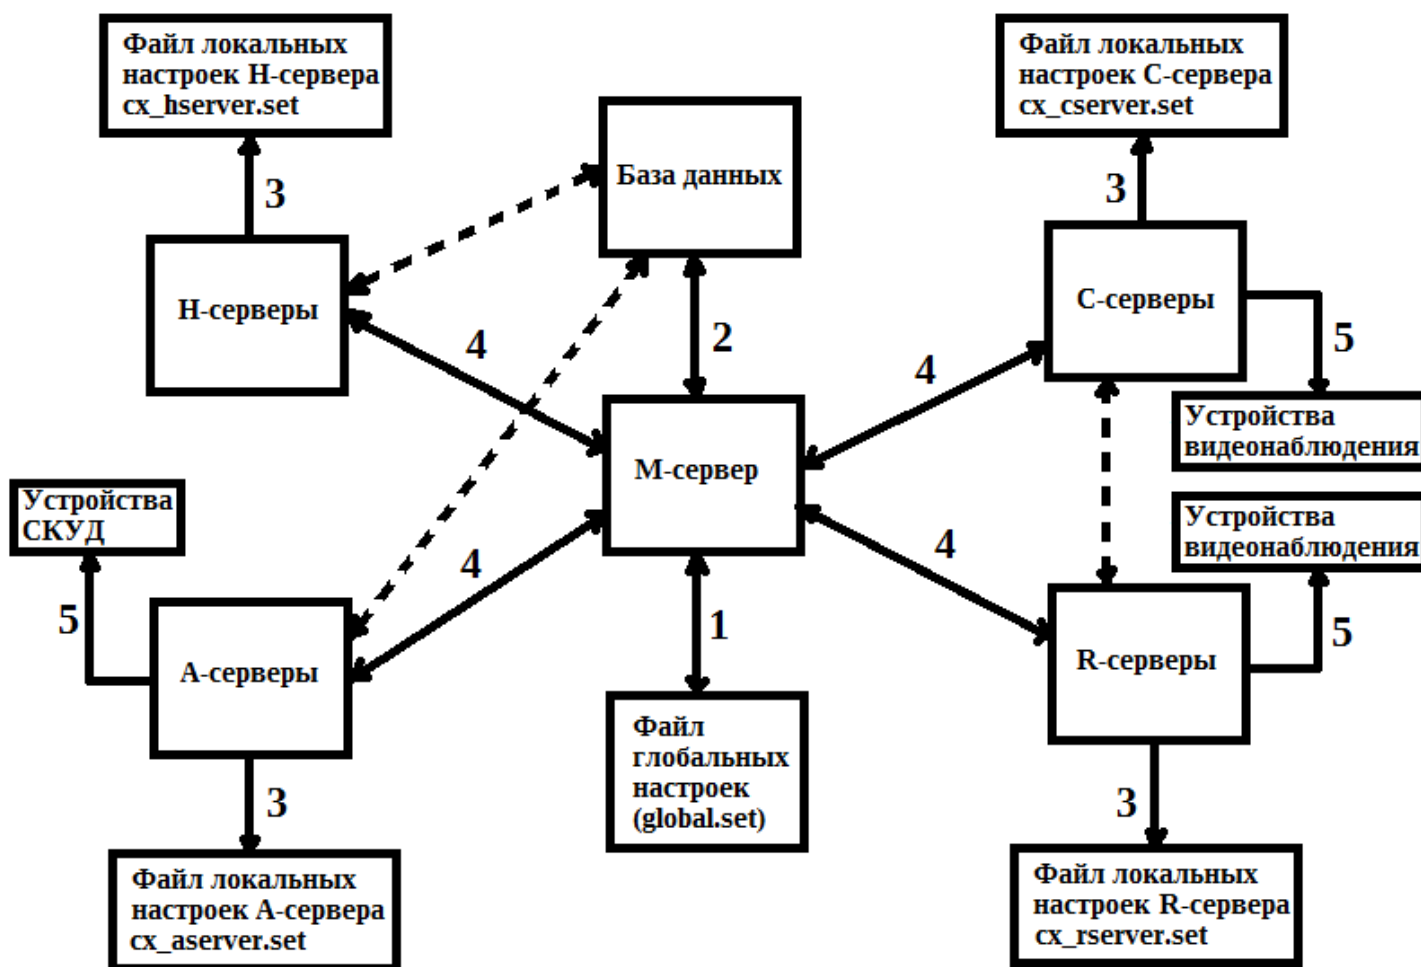 Файл локальных
настроек Н-сервера
cx_hserver.set
Файл локальных
настроек С-сервера
cx_cserver.set
База данных
3
3
Н-серверы
С-серверы
4
2
4
5
Устройства
видеонаблюдения
М-сервер
Устройства
СКУД
Устройства
видеонаблюдения
4
4
5
1
5
А-серверы
R-серверы
Файл
глобальных
настроек
(global.set)
3
3
Файл локальных
настроек А-сервера
cx_aserver.set
Файл локальных
настроек R-сервера
cx_rserver.set